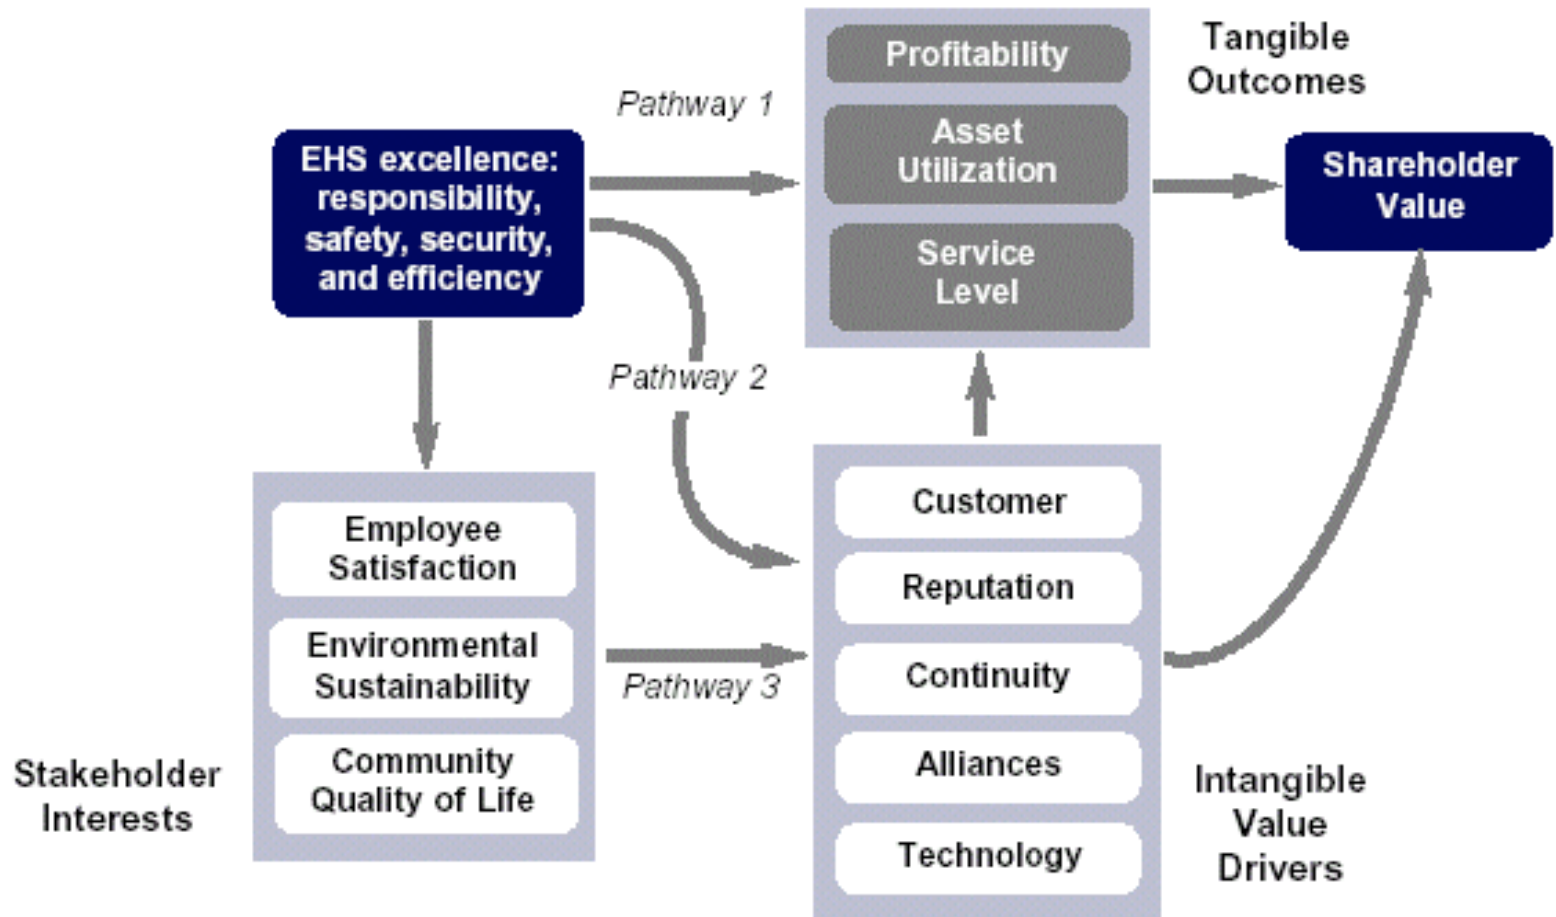 Profitability
Tangible
Outcomes
Pathway 1
Asset
Utilization
EHS excellence:
responsibility,
safety, security,
and efficiency
Shareholder
Value
Service
Level
Pathway 2
Customer
Employee
Satisfaction
Reputation
Environmental
Sustainability
Continuity
Pathway 3
Community
Quality of Life
Alliances
Stakeholder
Interests
Intangible
Value
Drivers
Technology